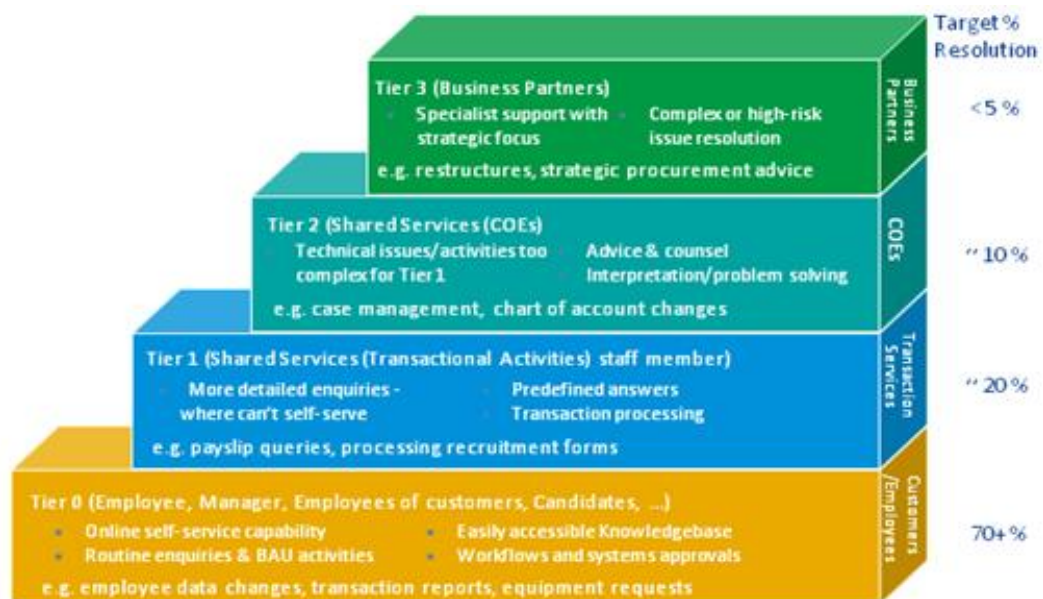 Target %
Resolution
Tier 3 (Business Partners)
Specialist support with strategic focus
Complex or high-risk issue resolution
e.g. restructures, strategic procurement advice
Business Partners
<5 %
Tier 2 (Shared Services (COEs)
Technical issues/activities too complex for Tier 1
Advice & counsel
Interpretation/problem solving
e.g. case management, chart of account changes
COEs
~10 %
Tier 1 (Shared Services (Transactional Activities) staff member)
More detailed enquiries - where can't self-serve
Predefined answers
Transaction processing
e.g. payslip queries, processing recruitment forms
Transaction Services
~20 %
Tier 0 (Employee, Manager, Employees of customers, Candidates, ...)
Online self-service capability
Routine enquiries & BAU activities
Easily accessible Knowledgebase
Workflows and systems approvals
e.g. employee data changes, transaction reports, equipment requests
Customers /Employees
70+ %